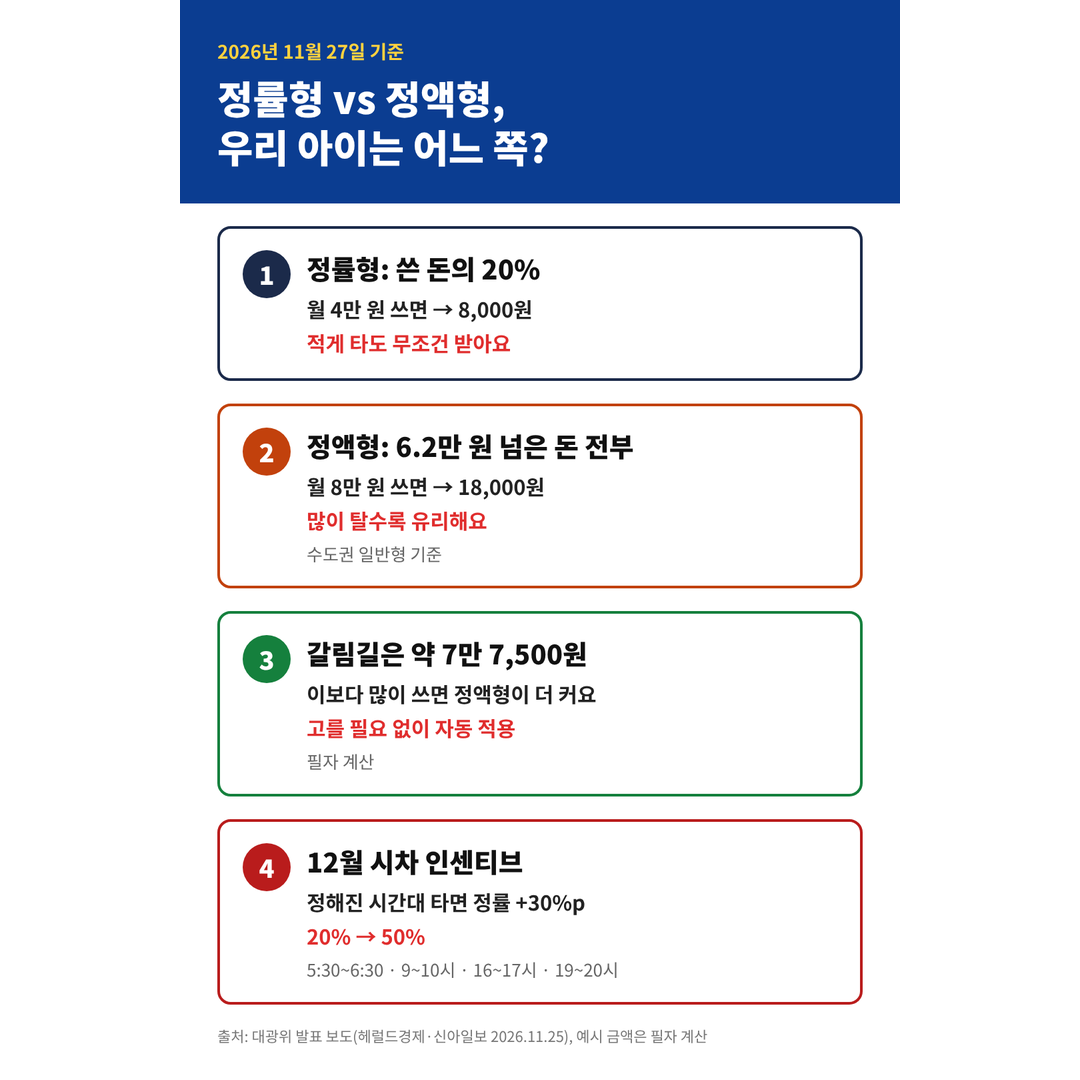 2026년 11월 27일 기준
정률형 vs 정액형,
우리 아이는 어느 쪽?
1
정률형: 쓴 돈의 20%
월 4만 원 쓰면 → 8,000원
적게 타도 무조건 받아요
2
정액형: 6.2만 원 넘은 돈 전부
월 8만 원 쓰면 → 18,000원
많이 탈수록 유리해요
수도권 일반형 기준
3
갈림길은 약 7만 7,500원
이보다 많이 쓰면 정액형이 더 커요
고를 필요 없이 자동 적용
필자 계산
4
12월 시차 인센티브
정해진 시간대 타면 정률 +30%p
20% → 50%
5:30~6:30 · 9~10시 · 16~17시 · 19~20시
출처: 대광위 발표 보도(헤럴드경제·신아일보 2026.11.25), 예시 금액은 필자 계산